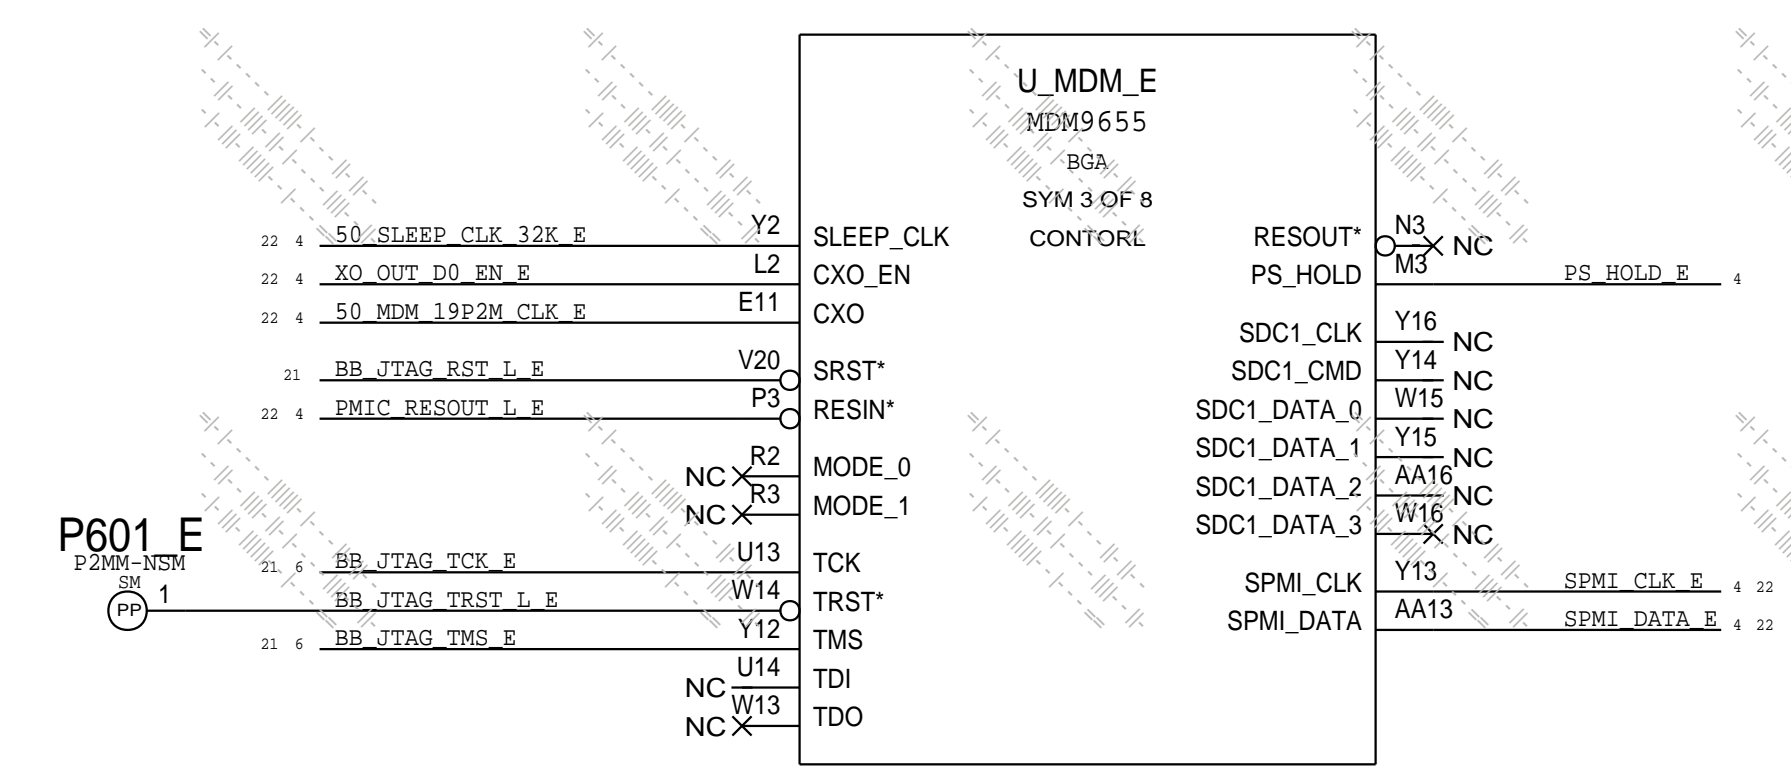 U_MDM_E
MDM9655
BGA
SYM 3 OF 8
CONTORL
22 4 50_SLEEP_CLK_32K_E Y2 SLEEP_CLK RESOUT* N3 NC
22 4 XO_OUT_D0_EN_E L2 CXO_EN PS_HOLD M3 PS_HOLD_E 4
22 4 50_MDM_19P2M_CLK_E E11 CXO
SDC1_CLK Y16 NC
21 BB_JTAG_RST_L_E V20 SRST* SDC1_CMD Y14 NC
22 4 PMIC_RESOUT_L_E P3 RESIN* SDC1_DATA_0 W15 NC
SDC1_DATA_1 Y15 NC
NC R2 MODE_0 SDC1_DATA_2 AA16 NC
NC R3 MODE_1 SDC1_DATA_3 W16 NC
P601_E
P2MM-NSM
SM
PP 1
21 6 BB_JTAG_TCK_E U13 TCK SPMI_CLK Y13 SPMI_CLK_E 4 22
BB_JTAG_TRST_L_E W14 TRST* SPMI_DATA AA13 SPMI_DATA_E 4 22
21 6 BB_JTAG_TMS_E Y12 TMS
NC U14 TDI
NC W13 TDO